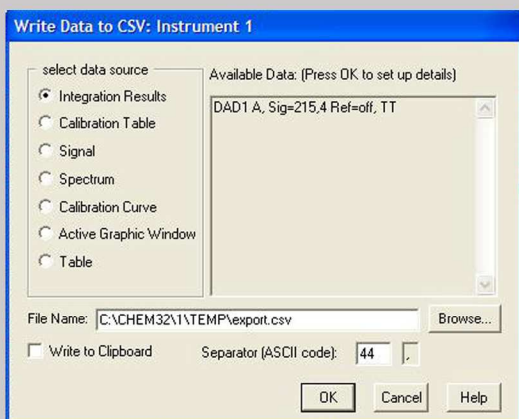 Write Data to CSV: Instrument 1
select data source
Integration Results
Calibration Table
Signal
Spectrum
Calibration Curve
Active Graphic Window
Table
Available Data: (Press OK to set up details)
DAD1 A, Sig=215,4 Ref=off, TT
File Name: C:\CHEM32\1\TEMP\export.csv Browse...
Write to Clipboard Separator (ASCII code): 44 ,
OK Cancel Help